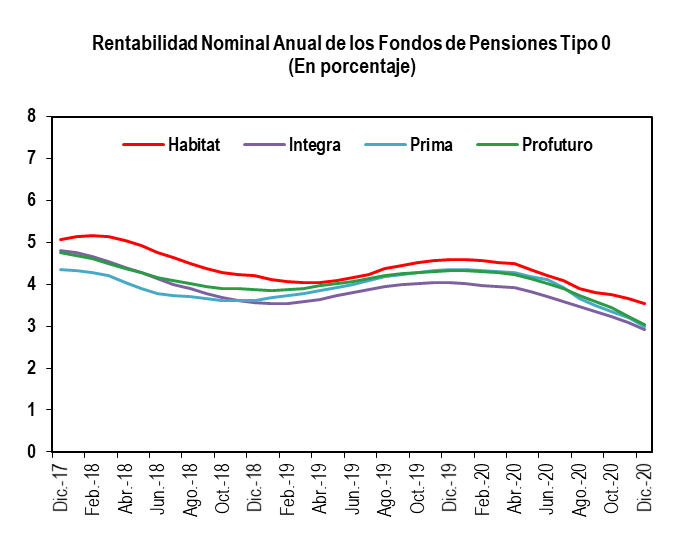 Rentabilidad Nominal Anual de los Fondos de Pensiones Tipo 0
(En porcentaje)
8
7
6
5
4
3
2
1
0
Habitat Integra Prima Profuturo
Dic.-17 Feb.-18 Abr.-18 Jun.-18 Ago.-18 Oct.-18 Dic.-18 Feb.-19 Abr.-19 Jun.-19 Ago.-19 Oct.-19 Dic.-19 Feb.-20 Abr.-20 Jun.-20 Ago.-20 Oct.-20 Dic.-20